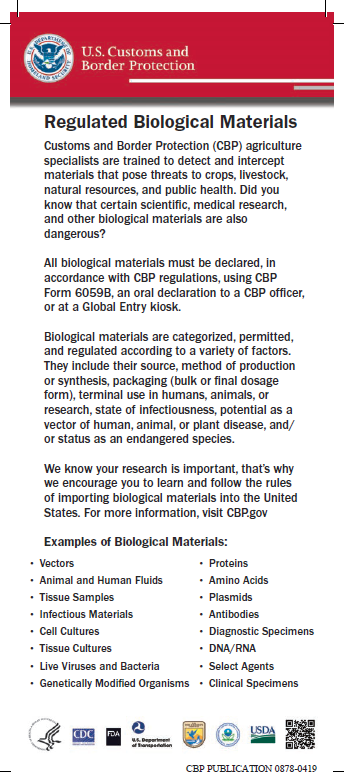 U.S. Customs and
Border Protection
Regulated Biological Materials
Customs and Border Protection (CBP) agriculture
specialists are trained to detect and intercept
materials that pose threats to crops, livestock,
natural resources, and public health. Did you
know that certain scientific, medical research,
and other biological materials are also
dangerous?
All biological materials must be declared, in
accordance with CBP regulations, using CBP
Form 6059B, an oral declaration to a CBP officer,
or at a Global Entry kiosk.
Biological materials are categorized, permitted,
and regulated according to a variety of factors.
They include their source, method of production
or synthesis, packaging (bulk or final dosage
form), terminal use in humans, animals, or
research, state of infectiousness, potential as a
vector of human, animal, or plant disease, and/
or status as an endangered species.
We know your research is important, that's why
we encourage you to learn and follow the rules
of importing biological materials into the United
States. For more information, visit CBP.gov
Examples of Biological Materials:
• Vectors
• Animal and Human Fluids
• Tissue Samples
• Infectious Materials
• Cell Cultures
• Tissue Cultures
• Live Viruses and Bacteria
• Genetically Modified Organisms
• Proteins
• Amino Acids
• Plasmids
• Antibodies
• Diagnostic Specimens
• DNA/RNA
• Select Agents
• Clinical Specimens
CDC
FDA
U.S. Department
of Transportation
USDA
CBP PUBLICATION 0878-0419